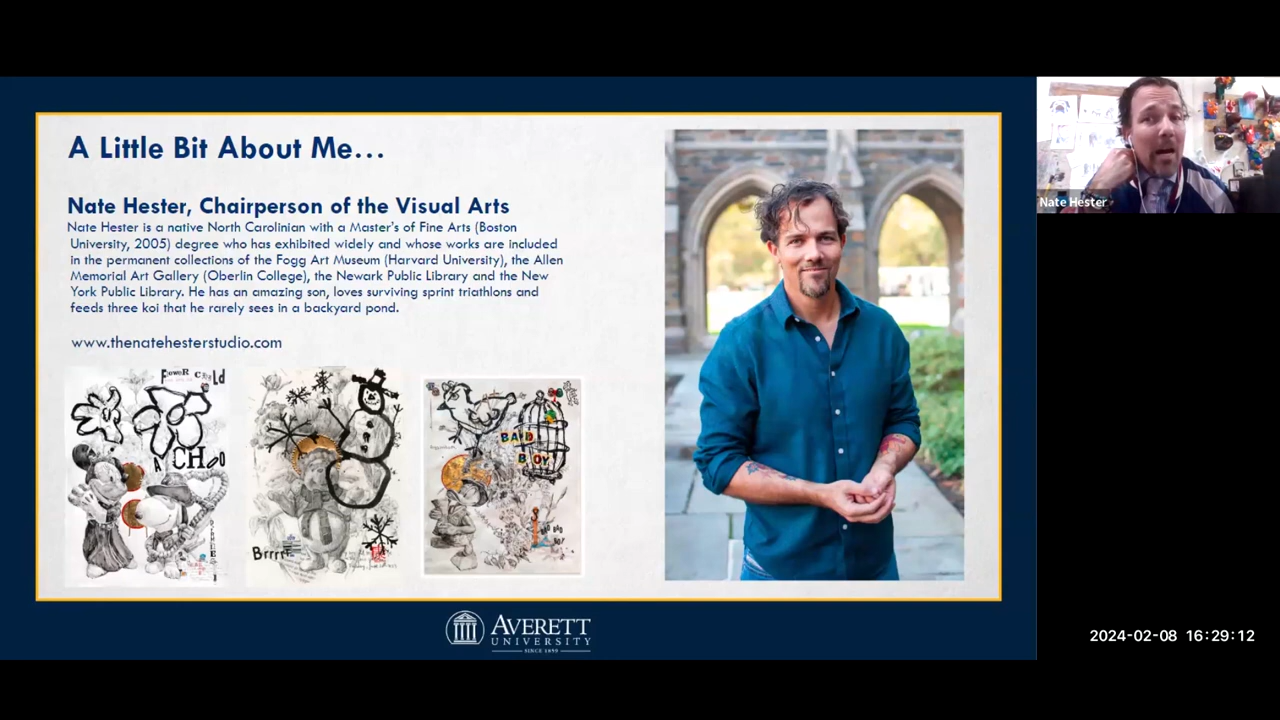 A Little Bit About Me...
Nate Hester, Chairperson of the Visual Arts
Nate Hester is a native North Carolinian with a Master's of Fine Arts (Boston
University, 2005) degree who has exhibited widely and whose works are included
in the permanent collections of the Fogg Art Museum (Harvard University), the Allen
Memorial Art Gallery (Oberlin College), the Newark Public Library and the New
York Public Library. He has an amazing son, loves surviving sprint triathlons and
feeds three koi that he rarely sees in a backyard pond.
www.thenatehesterstudio.com
FloweR CHild
A CHoo
Brrrr
BAD
BOY
AVERETT
UNIVERSITY
SINCE 1859
Nate Hester
2024-02-08 16:29:12